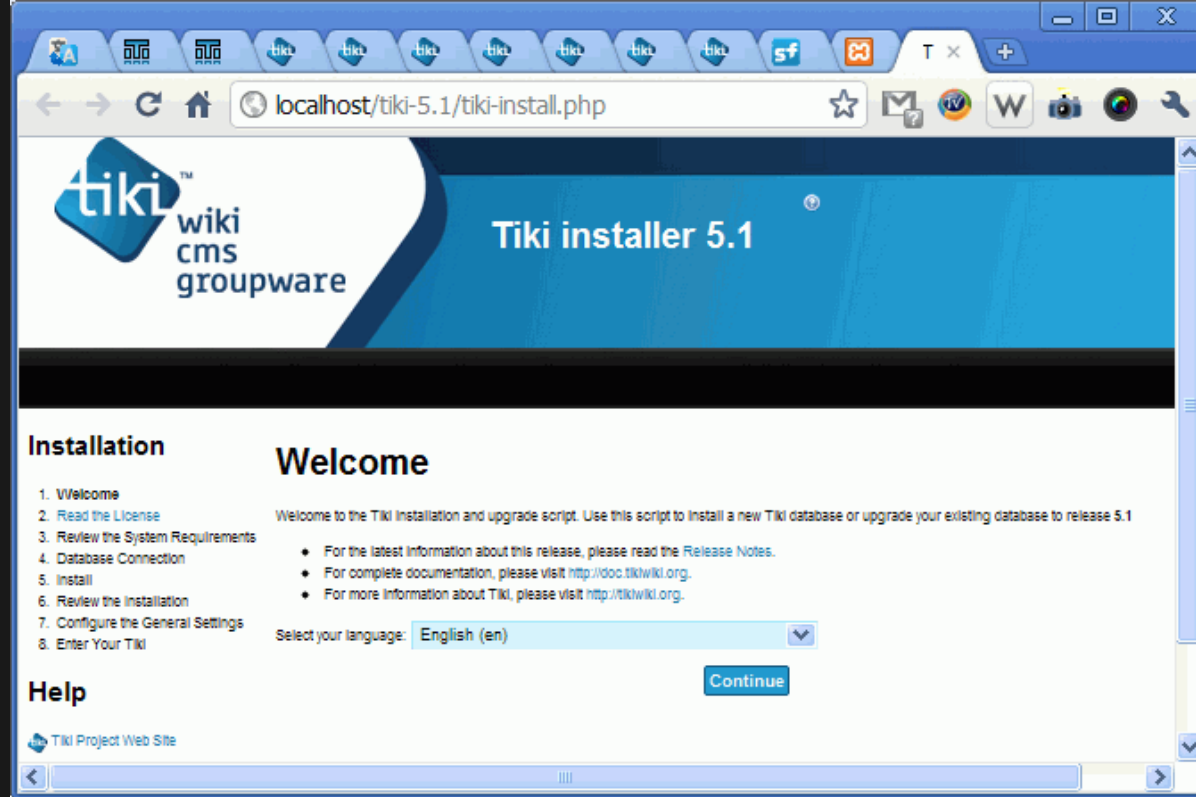 T
localhost/tiki-5.1/tiki-install.php
W
tiki™
wiki
cms
groupware
Tiki installer 5.1
Installation
1. Welcome
2. Read the License
3. Review the System Requirements
4. Database Connection
5. Install
6. Review the Installation
7. Configure the General Settings
8. Enter Your Tiki
Help
Tiki Project Web Site
Welcome
Welcome to the Tiki installation and upgrade script. Use this script to install a new Tiki database or upgrade your existing database to release 5.1
For the latest information about this release, please read the Release Notes.
For complete documentation, please visit http://doc.tikiwiki.org.
For more information about Tiki, please visit http://tikiwiki.org.
Select your language: English (en)
Continue